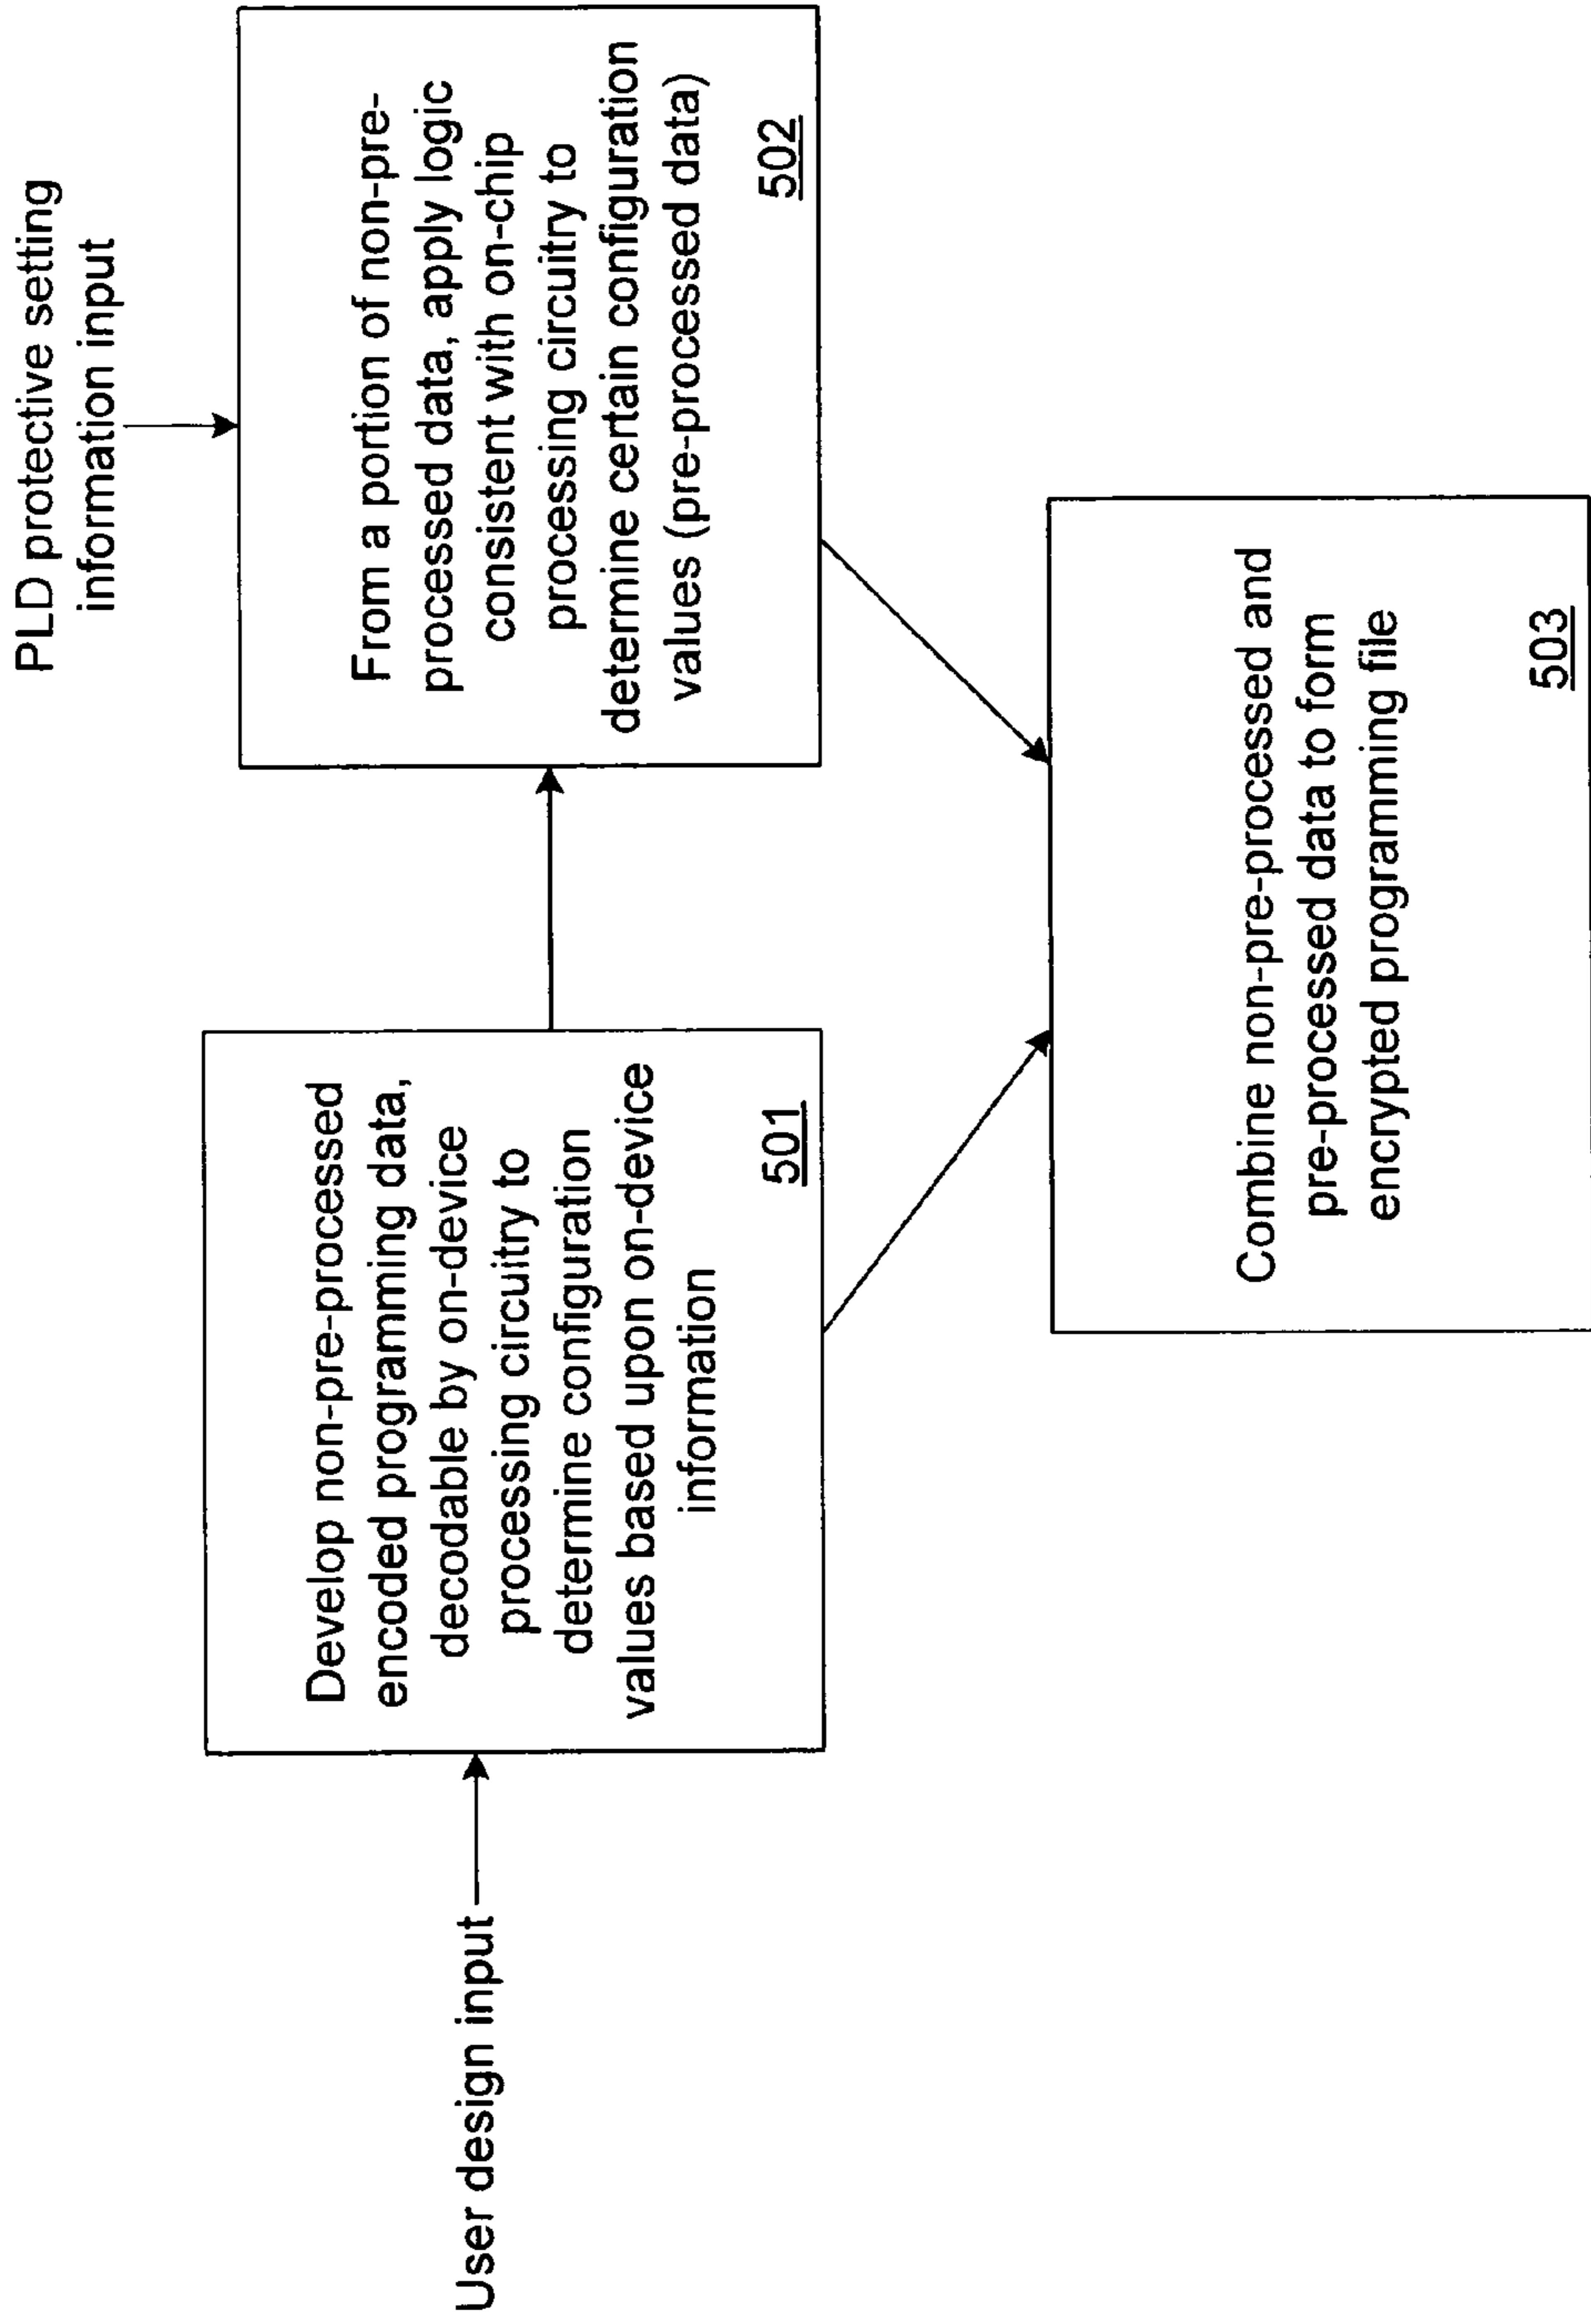 User design input
Develop non-pre-processed
encoded programming data,
decodable by on-device
processing circuitry to
determine configuration
values based upon on-device
information
501
PLD protective setting
information input
From a portion of non-pre-
processed data, apply logic
consistent with on-chip
processing circuitry to
determine certain configuration
values (pre-processed data)
502
Combine non-pre-processed and
pre-processed data to form
encrypted programming file
503